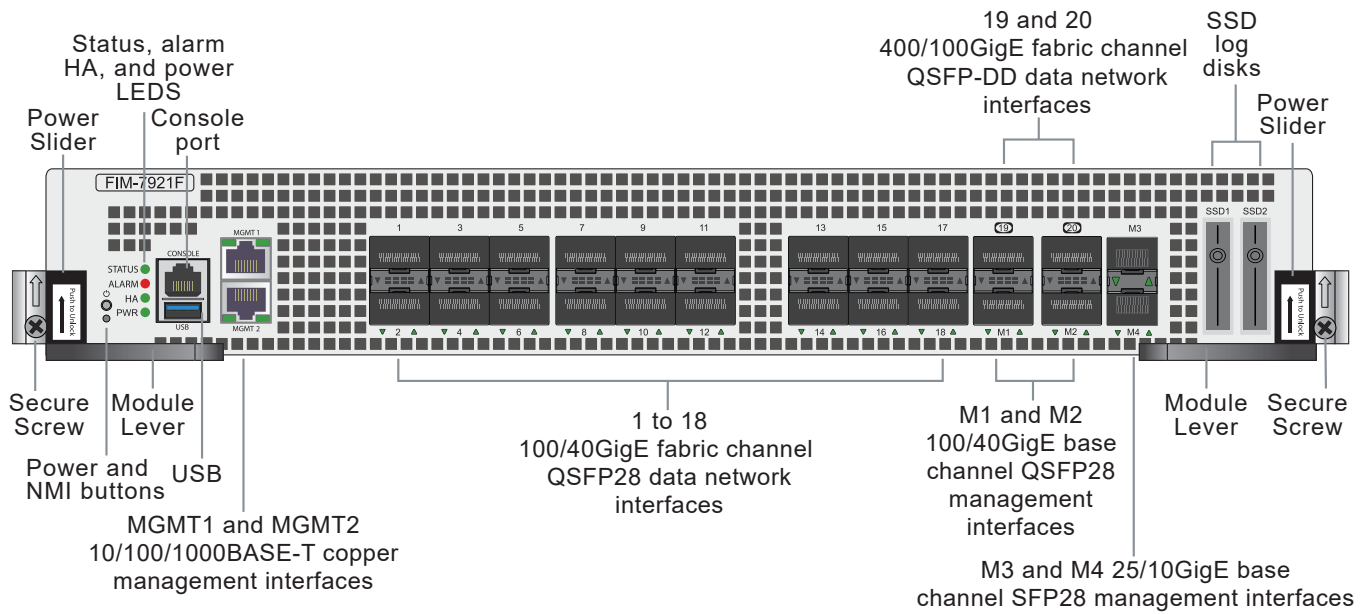 19 and 20
400/100GigE fabric channel
QSFP-DD data network
interfaces
SSD
log
disks
Status, alarm
HA, and power
LEDS
Power
Slider
Console
port
Power
Slider
FIM-7921F
STATUS
ALARM
HA
PWR
CONSOLE
USB
MGMT 1
MGMT 2
1 3 5 7 9 11 13 15 17 19 20 M3
2 4 6 8 10 12 14 16 18 M1 M2 M4
SSD1 SSD2
Push to Unlock
Push to Unlock
Secure
Screw
Module
Lever
Power and
NMI buttons
USB
MGMT1 and MGMT2
10/100/1000BASE-T copper
management interfaces
1 to 18
100/40GigE fabric channel
QSFP28 data network
interfaces
M1 and M2
100/40GigE base
channel QSFP28
management
interfaces
M3 and M4 25/10GigE base
channel SFP28 management interfaces
Module
Lever
Secure
Screw